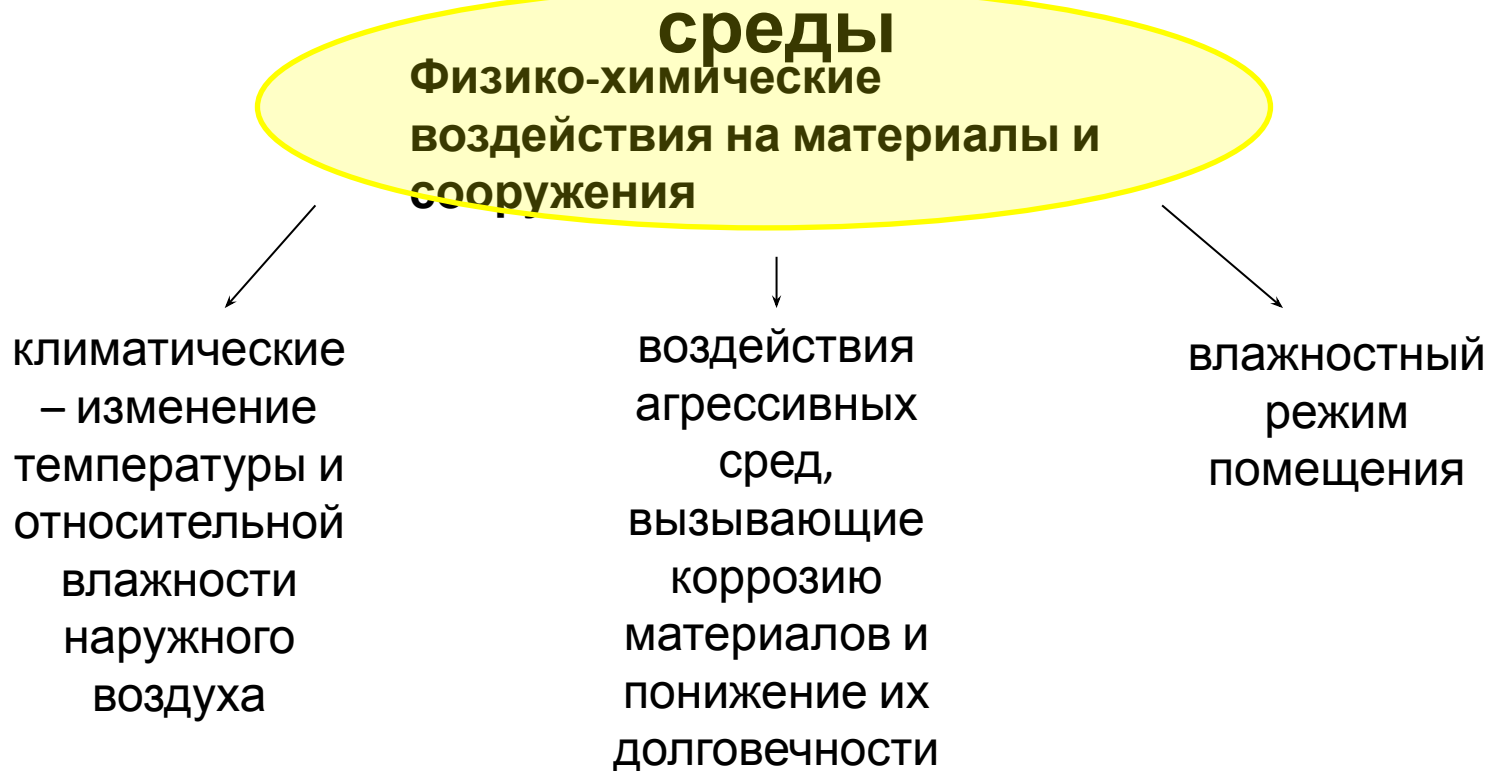 среды
Физико-химические
воздействия на материалы и
сооружения
климатические
– изменение
температуры и
относительной
влажности
наружного
воздуха
воздействия
агрессивных
сред,
вызывающие
коррозию
материалов и
понижение их
долговечности
влажностный
режим
помещения